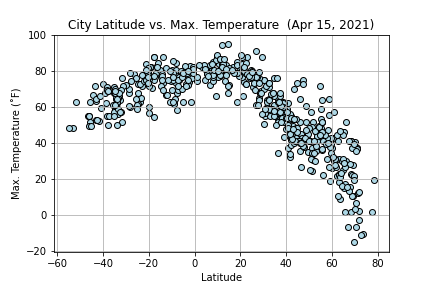 City Latitude vs. Max. Temperature (Apr 15, 2021)
100
80
60
40
20
0
−20
Max. Temperature (˚F)
−60 −40 −20 0 20 40 60 80
Latitude